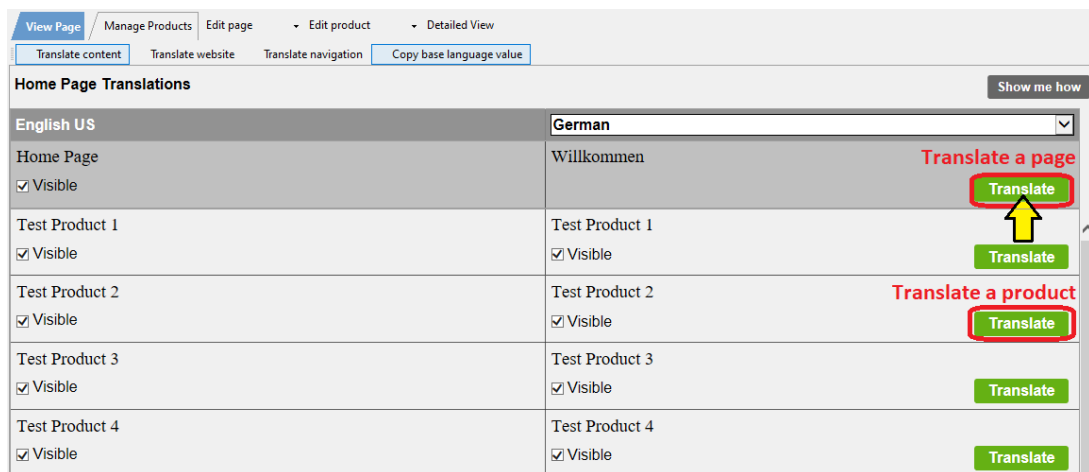 View Page Manage Products Edit page Edit product Detailed View
Translate content Translate website Translate navigation Copy base language value
Home Page Translations Show me how
English US German
Home Page Willkommen Translate a page
Visible Translate
Test Product 1 Test Product 1
Visible Visible Translate
Test Product 2 Test Product 2 Translate a product
Visible Visible Translate
Test Product 3 Test Product 3
Visible Visible Translate
Test Product 4 Test Product 4
Visible Visible Translate